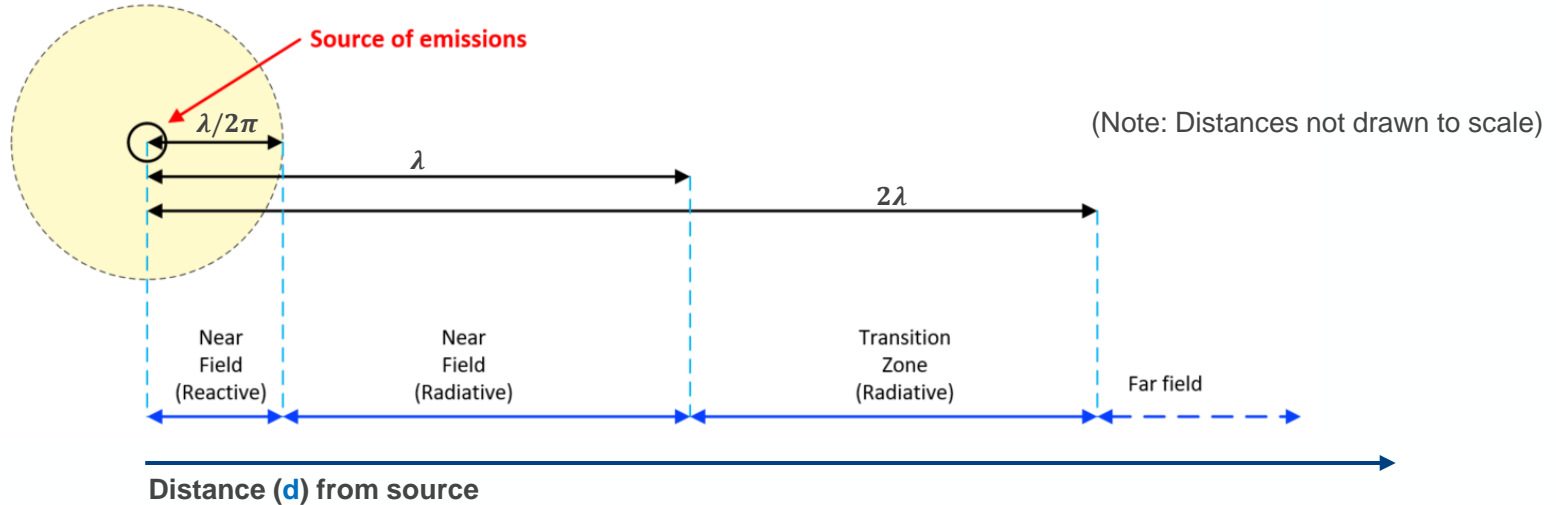 Source of emissions
λ/2π
(Note: Distances not drawn to scale)
λ
2λ
Near
Field
(Reactive)
Near
Field
(Radiative)
Transition
Zone
(Radiative)
Far field
Distance (d) from source